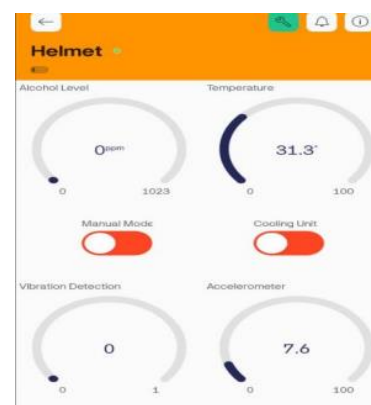 Helmet
Alcohol Level Temperature
0ppm 31.3°
0 1023 0 100
Manual Mode Cooling Unit
Vibration Detection Accelerometer
0 7.6
0 1 0 100